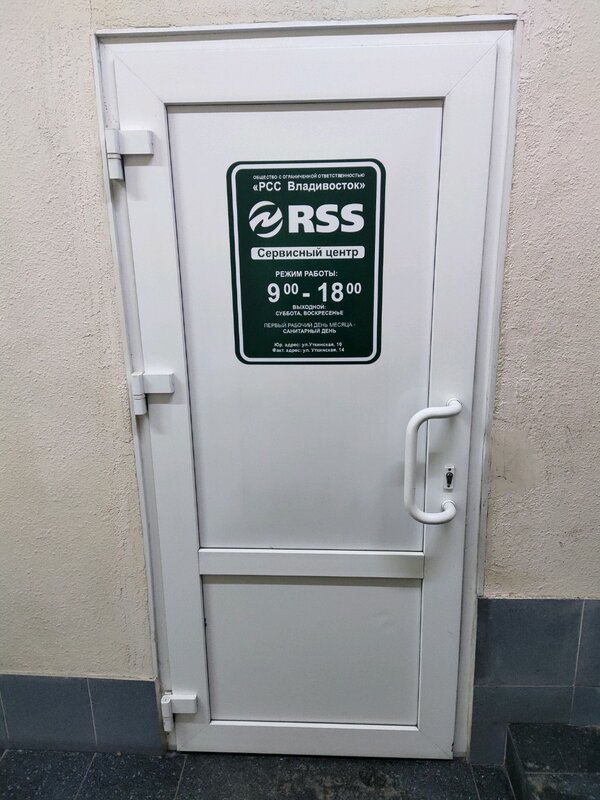 ОБЩЕСТВО С ОГРАНИЧЕННОЙ ОТВЕТСТВЕННОСТЬЮ
«РСС Владивосток»
RSS
Сервисный центр
РЕЖИМ РАБОТЫ:
9 00 - 18 00
ВЫХОДНОЙ:
СУББОТА, ВОСКРЕСЕНЬЕ
ПЕРВЫЙ РАБОЧИЙ ДЕНЬ МЕСЯЦА -
САНИТАРНЫЙ ДЕНЬ
Юр. адрес: ул.Уткинская, 10
Факт. адрес: ул. Уткинская, 14